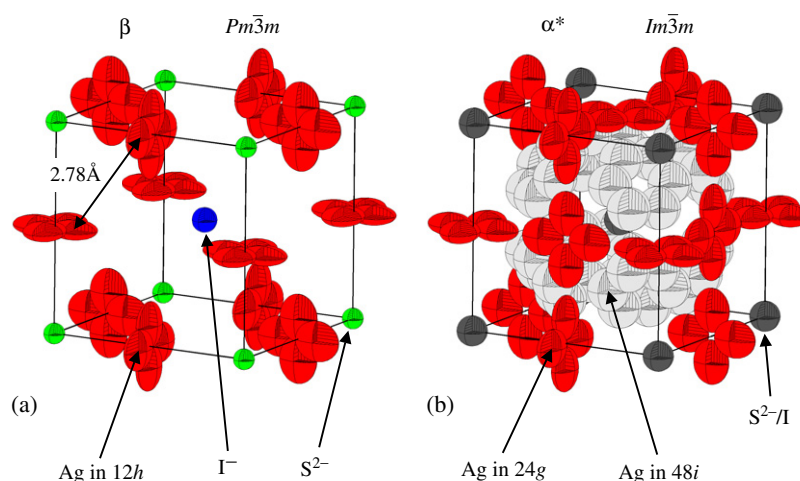 β Pm3̅m α* Im3̅m
2.78Å
(a) (b)
S²⁻/I
Ag in 12h I⁻ S²⁻ Ag in 24g Ag in 48i